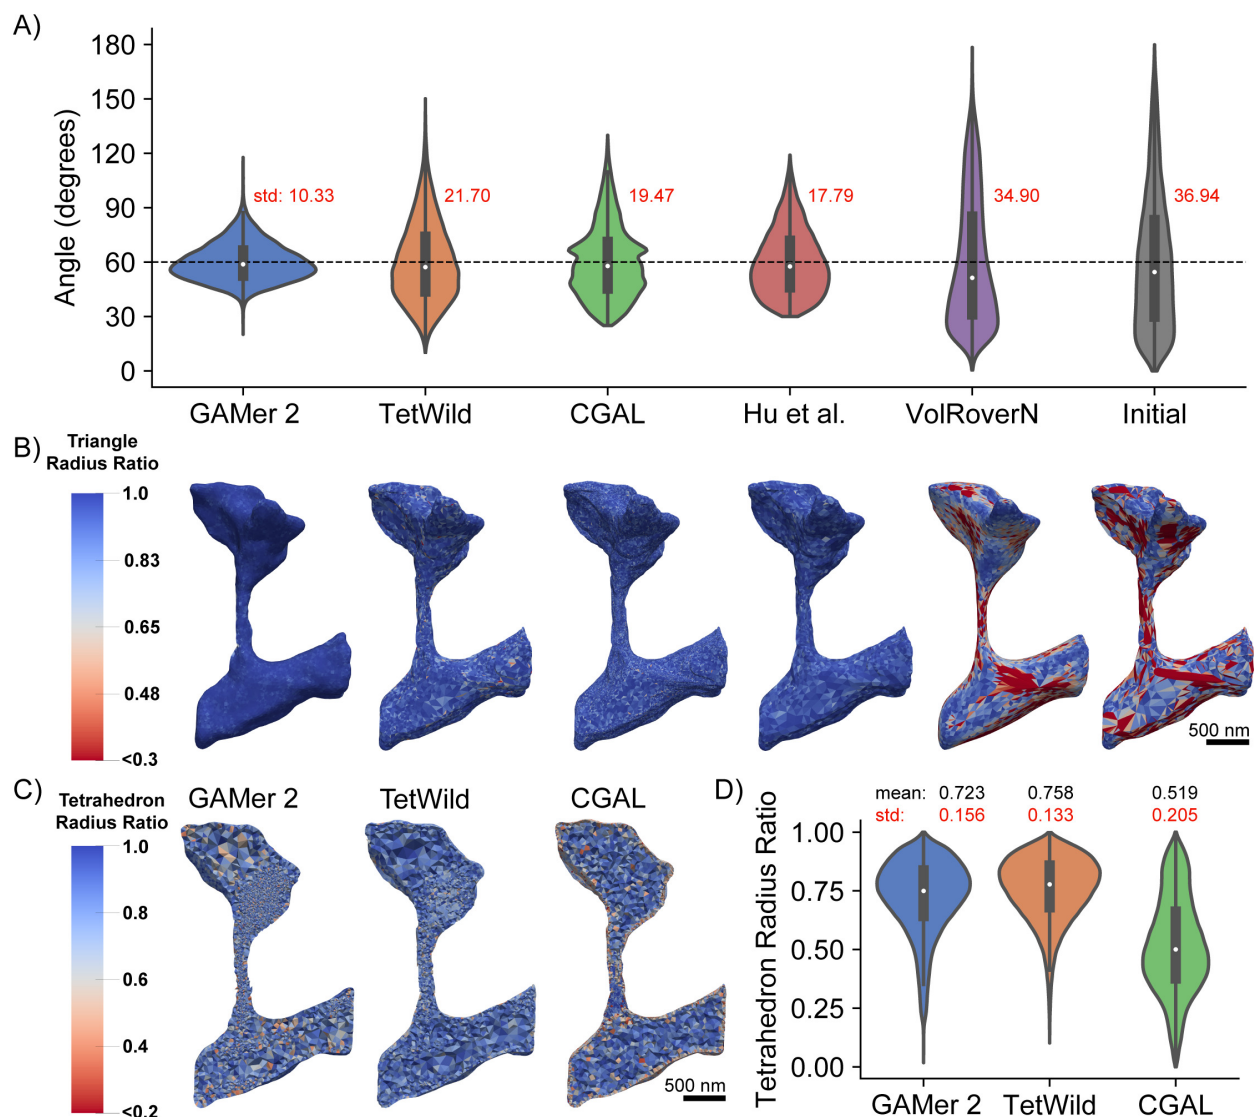 A)
Angle (degrees)
180
150
120
90
60
30
0
std: 10.33
21.70
19.47
17.79
34.90
36.94
GAMer 2
TetWild
CGAL
Hu et al.
VolRoverN
Initial
B)
Triangle
Radius Ratio
1.0
0.83
0.65
0.48
<0.3
500 nm
C)
Tetrahedron
Radius Ratio
1.0
0.8
0.6
0.4
<0.2
GAMer 2
TetWild
CGAL
500 nm
D)
mean: 0.723 0.758 0.519
std: 0.156 0.133 0.205
Tetrahedron Radius Ratio
1.00
0.75
0.50
0.25
0.00
GAMer 2
TetWild
CGAL